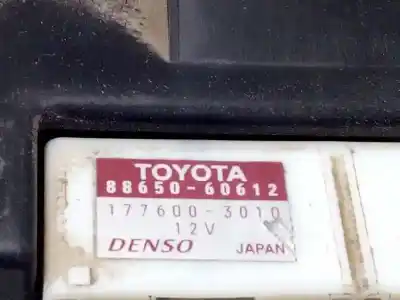 TOYOTA
88650-60612
177600-3010
12V
DENSO JAPAN